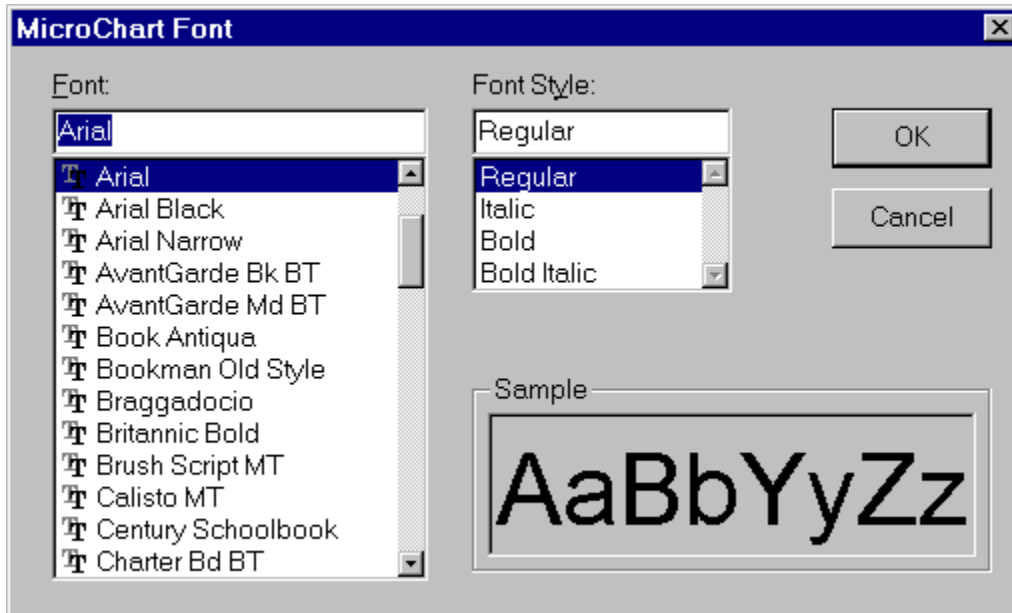 MicroChart Font
Font:
Arial
Arial
Arial Black
Arial Narrow
AvantGarde Bk BT
AvantGarde Md BT
Book Antiqua
Bookman Old Style
Braggadocio
Britannic Bold
Brush Script MT
Calisto MT
Century Schoolbook
Charter Bd BT
Font Style:
Regular
Regular
Italic
Bold
Bold Italic
OK
Cancel
Sample
AaBbYyZz